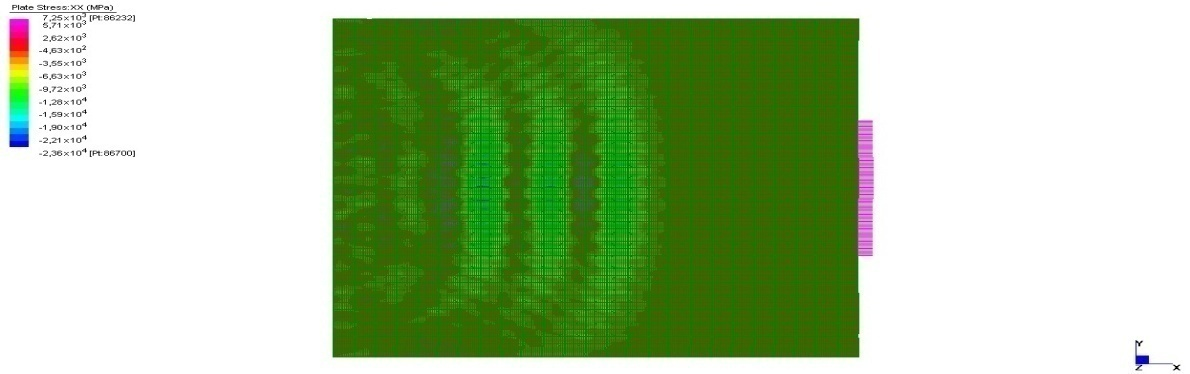 Plate Stress:XX (MPa)
7,25×10³ [Pt:86232]
5,71×10³
2,62×10³
-4,63×10²
-3,55×10³
-6,63×10³
-9,72×10³
-1,28×10⁴
-1,59×10⁴
-1,90×10⁴
-2,21×10⁴
-2,36×10⁴ [Pt:86700]
Y
Z X